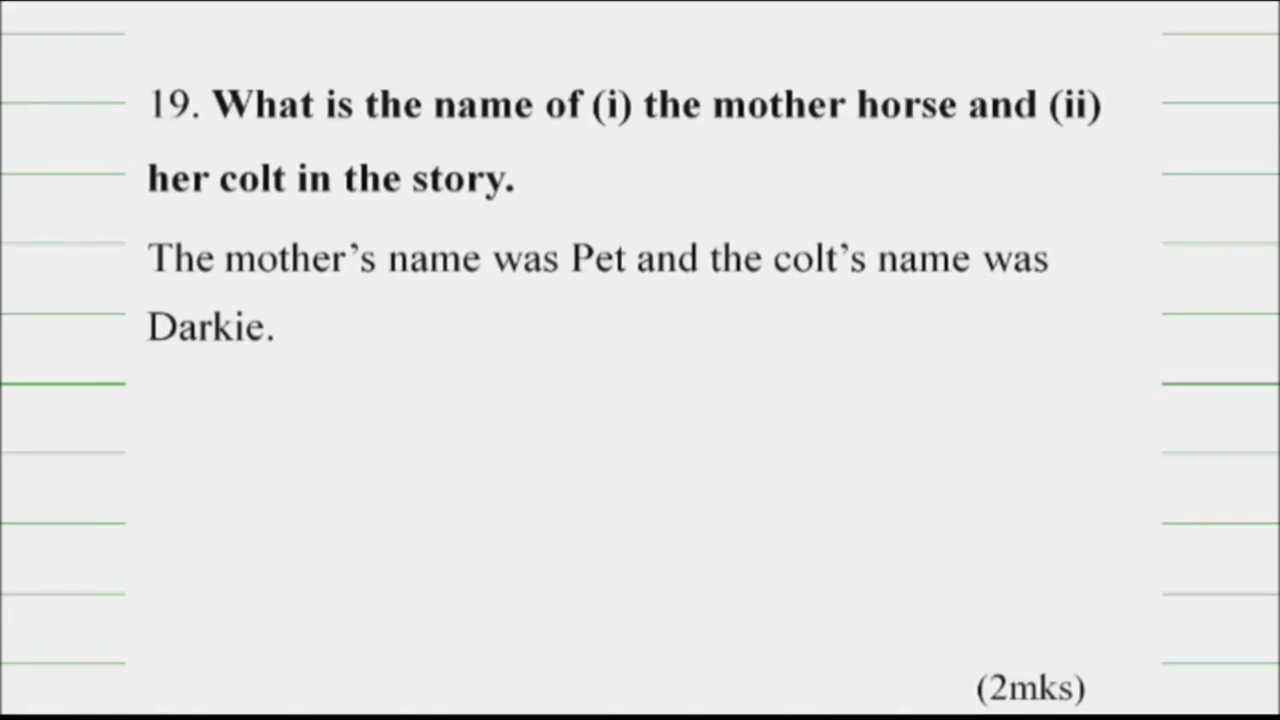 19. What is the name of (i) the mother horse and (ii)
her colt in the story.
The mother’s name was Pet and the colt’s name was
Darkie.
(2mks)